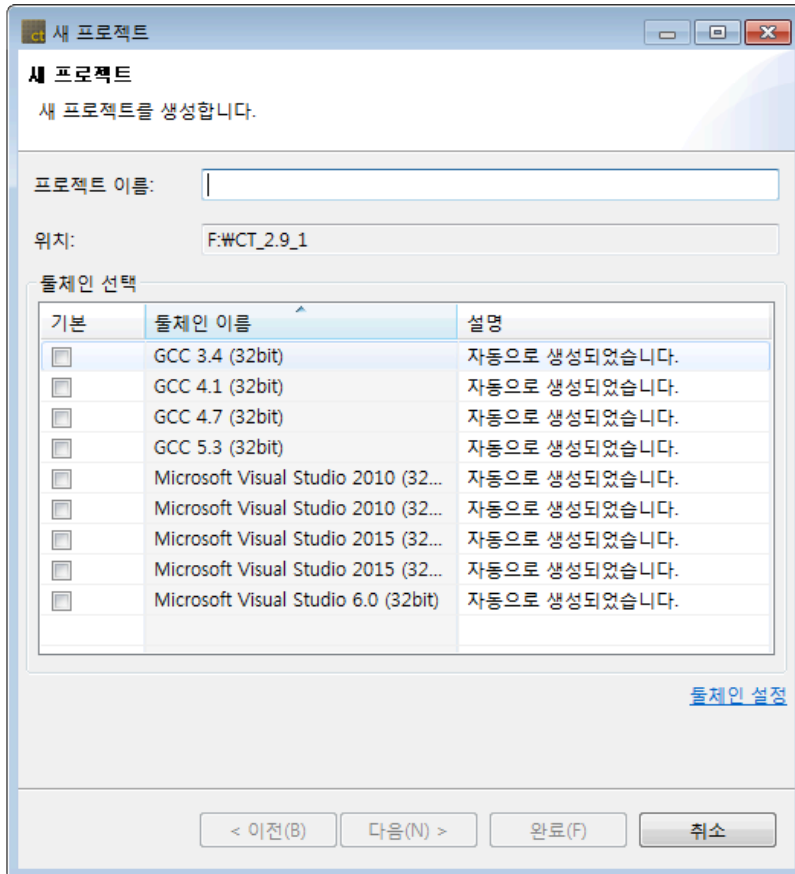 ct 새 프로젝트
새 프로젝트
새 프로젝트를 생성합니다.
프로젝트 이름:
위치: F:₩CT_2.9_1
툴체인 선택
기본 툴체인 이름 설명
GCC 3.4 (32bit) 자동으로 생성되었습니다.
GCC 4.1 (32bit) 자동으로 생성되었습니다.
GCC 4.7 (32bit) 자동으로 생성되었습니다.
GCC 5.3 (32bit) 자동으로 생성되었습니다.
Microsoft Visual Studio 2010 (32... 자동으로 생성되었습니다.
Microsoft Visual Studio 2010 (32... 자동으로 생성되었습니다.
Microsoft Visual Studio 2015 (32... 자동으로 생성되었습니다.
Microsoft Visual Studio 2015 (32... 자동으로 생성되었습니다.
Microsoft Visual Studio 6.0 (32bit) 자동으로 생성되었습니다.
툴체인 설정
< 이전(B) 다음(N) > 완료(F) 취소